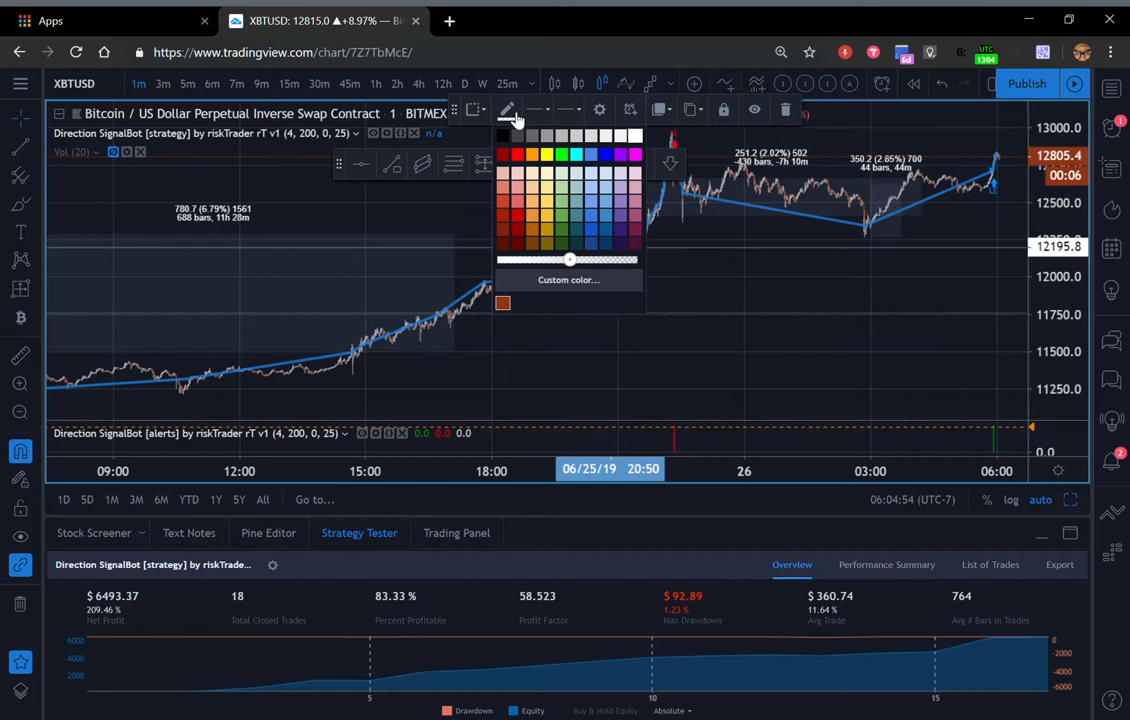 Apps
XBTUSD: 12815.0 ▲+8.97% — Bi
https://www.tradingview.com/chart/7Z7TbMcE/
6d
6:
UTC
1304
XBTUSD
1m 3m 5m 6m 7m 9m 15m 30m 45m 1h 2h 4h 12h D W 25m
Publish
Bitcoin / US Dollar Perpetual Inverse Swap Contract · 1 · BITMEX
Direction SignalBot [strategy] by riskTrader rT v1 (4, 200, 0, 25)
n/a
Vol (20)
780.7 (6.79%) 1561
688 bars, 11h 28m
251.2 (2.02%) 502
-430 bars, -7h 10m
350.2 (2.85%) 700
44 bars, 44m
LE
Custom color...
13000.0
12805.4
00:06
12500.0
12195.8
12000.0
11750.0
11500.0
11250.0
1
2
Direction SignalBot [alerts] by riskTrader rT v1 (4, 200, 0, 25)
0.0 0.0 0.0
0.0
09:00 12:00 15:00 18:00 06/25/19 20:50 26 03:00 06:00
1D 5D 1M 3M 6M YTD 1Y 5Y All Go to...
06:04:54 (UTC-7) % log auto
Stock Screener Text Notes Pine Editor Strategy Tester Trading Panel
Direction SignalBot [strategy] by riskTrade...
Overview Performance Summary List of Trades Export
$ 6493.37 18 83.33 % 58.523 $ 92.89 $ 360.74 764
209.46 % 1.23 % 11.64 %
Net Profit Total Closed Trades Percent Profitable Profit Factor Max Drawdown Avg Trade Avg # Bars in Trades
6000
4000
2000
0
-2000
-4000
-6000
5 10 15
Drawdown Equity Buy & Hold Equity Absolute